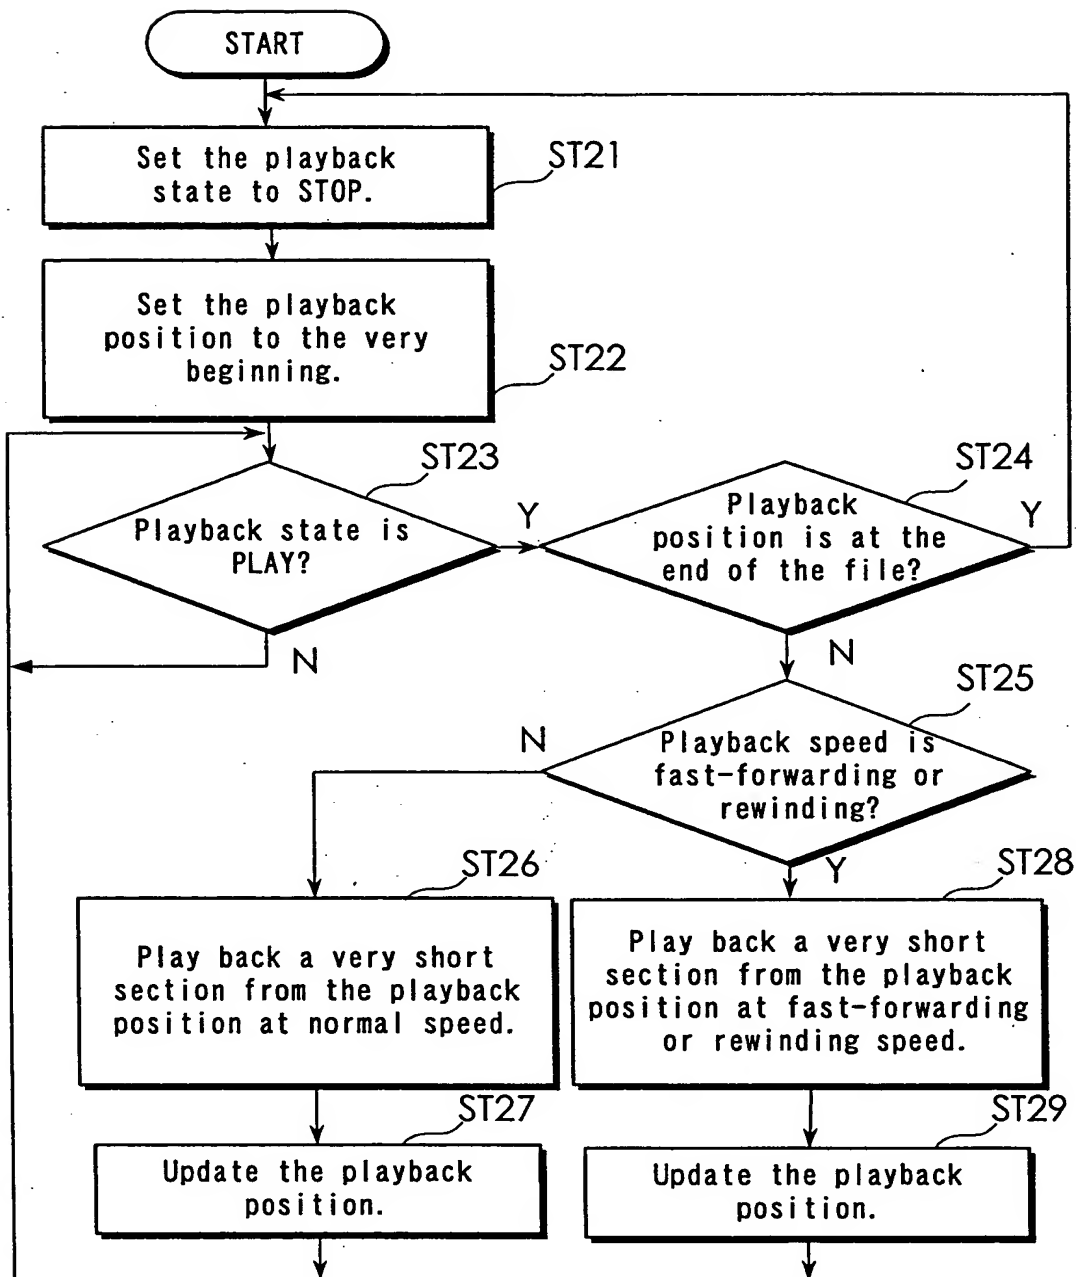 START
Set the playback
state to STOP.
ST21
Set the playback
position to the very
beginning.
ST22
ST23
Playback state is
PLAY?
Y
N
ST24
Playback
position is at the
end of the file?
Y
N
ST25
Playback speed is
fast-forwarding or
rewinding?
N
Y
ST26
Play back a very short
section from the playback
position at normal speed.
ST28
Play back a very short
section from the playback
position at fast-forwarding
or rewinding speed.
ST27
Update the playback
position.
ST29
Update the playback
position.